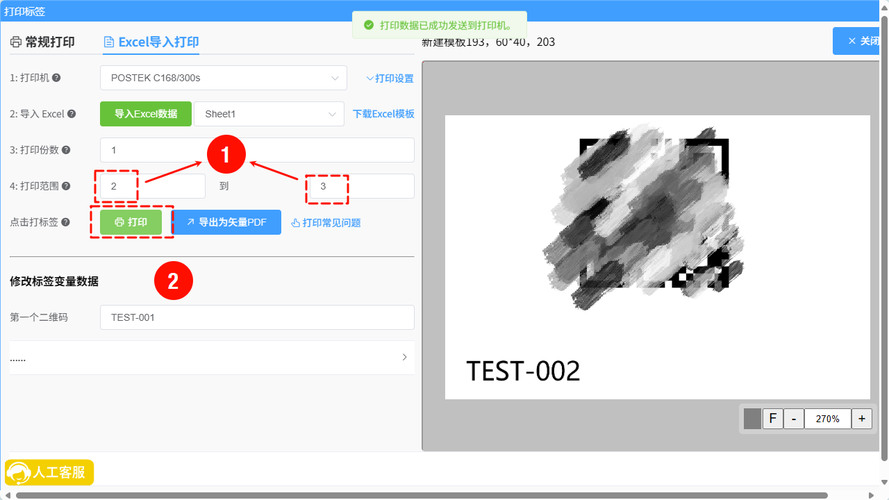 打印标签
打印数据已成功发送到打印机。
常规打印
Excel导入打印
新建模板193，60*40，203
× 关闭
1: 打印机
POSTEK C168/300s
打印设置
2: 导入 Excel
导入Excel数据
Sheet1
下载Excel模板
3: 打印份数
1
1
4: 打印范围
2
到
3
点击打标签
打印
导出为矢量PDF
打印常见问题
2
修改标签变量数据
第一个二维码
TEST-001
......
TEST-002
F
-
270%
+
人工客服